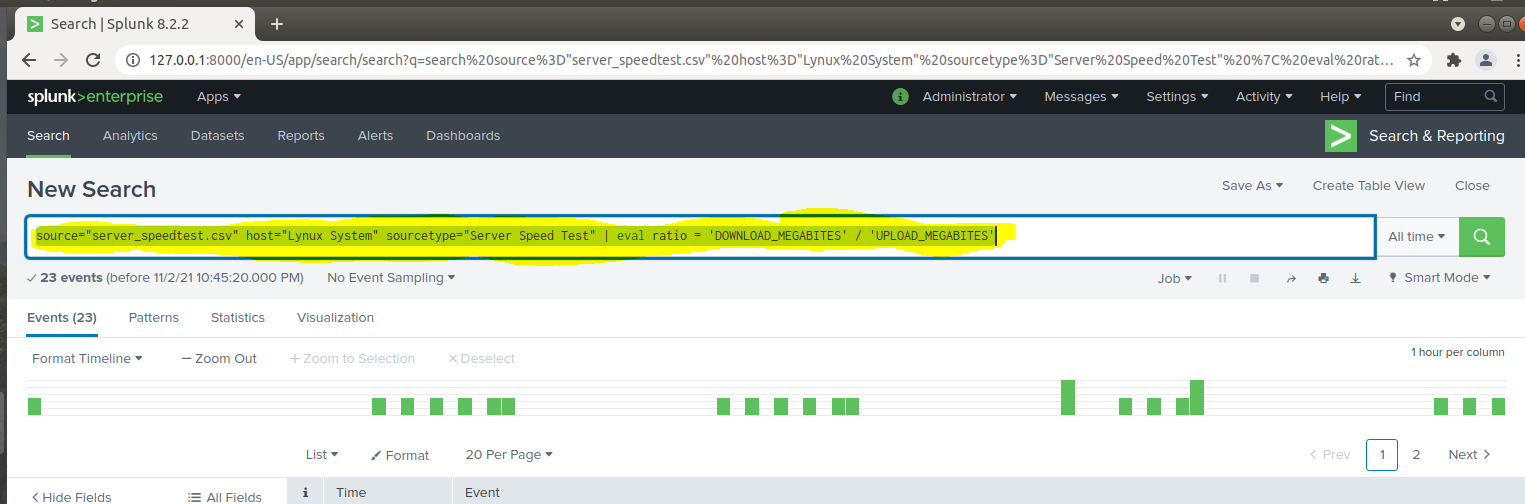 Search | Splunk 8.2.2
127.0.0.1:8000/en-US/app/search/search?q=search%20source%3D"server_speedtest.csv"%20host%3D"Lynux%20System"%20sourcetype%3D"Server%20Speed%20Test"%20%7C%20eval%20rat...
splunk>enterprise Apps Administrator Messages Settings Activity Help Find
Search Analytics Datasets Reports Alerts Dashboards Search & Reporting
New Search Save As Create Table View Close
source="server_speedtest.csv" host="Lynux System" sourcetype="Server Speed Test" | eval ratio = 'DOWNLOAD_MEGABITES' / 'UPLOAD_MEGABITES' All time
23 events (before 11/2/21 10:45:20.000 PM) No Event Sampling Job Smart Mode
Events (23) Patterns Statistics Visualization
Format Timeline — Zoom Out + Zoom to Selection × Deselect 1 hour per column
List Format 20 Per Page < Prev 1 2 Next >
< Hide Fields All Fields i Time Event